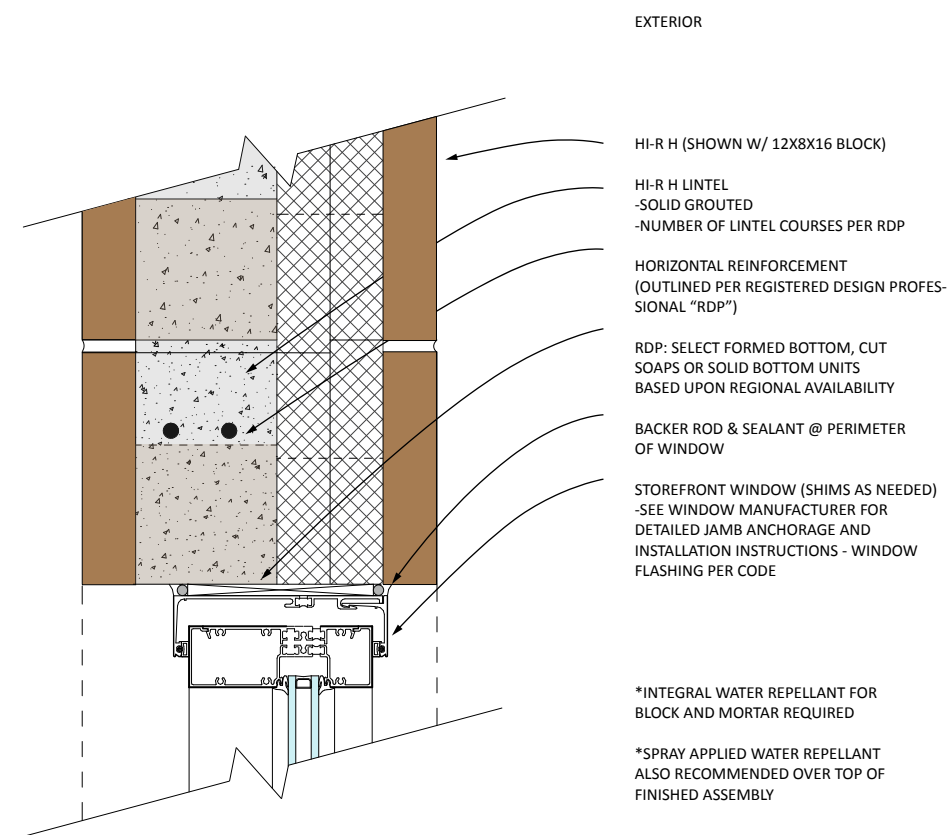 EXTERIOR
HI-R H (SHOWN W/ 12X8X16 BLOCK)
HI-R H LINTEL
-SOLID GROUTED
-NUMBER OF LINTEL COURSES PER RDP
HORIZONTAL REINFORCEMENT
(OUTLINED PER REGISTERED DESIGN PROFES-
SIONAL “RDP”)
RDP: SELECT FORMED BOTTOM, CUT
SOAPS OR SOLID BOTTOM UNITS
BASED UPON REGIONAL AVAILABILITY
BACKER ROD & SEALANT @ PERIMETER
OF WINDOW
STOREFRONT WINDOW (SHIMS AS NEEDED)
-SEE WINDOW MANUFACTURER FOR
DETAILED JAMB ANCHORAGE AND
INSTALLATION INSTRUCTIONS - WINDOW
FLASHING PER CODE
*INTEGRAL WATER REPELLANT FOR
BLOCK AND MORTAR REQUIRED
*SPRAY APPLIED WATER REPELLANT
ALSO RECOMMENDED OVER TOP OF
FINISHED ASSEMBLY